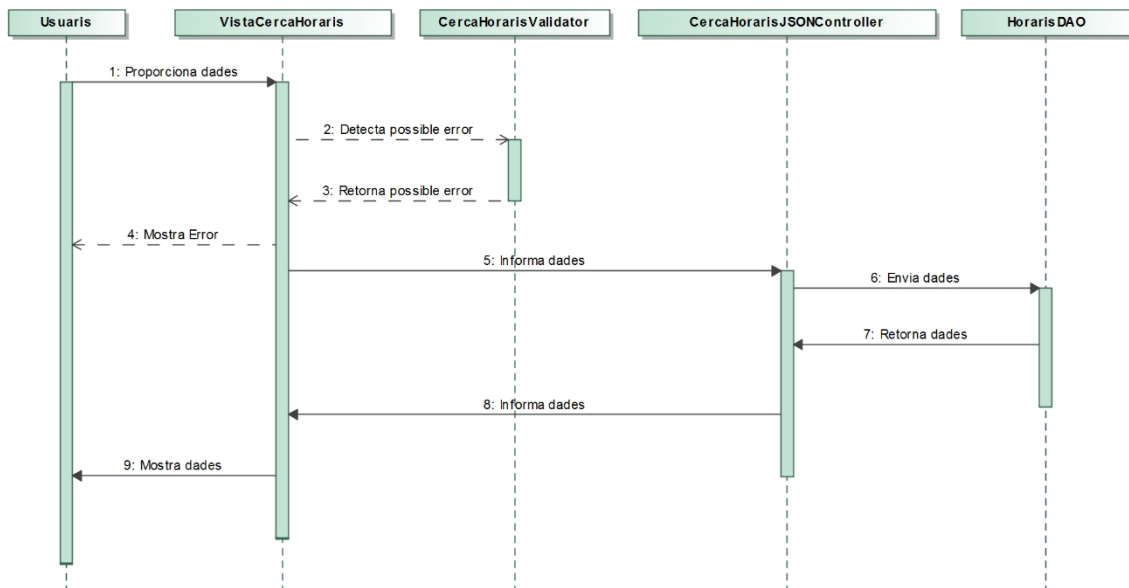 Usuaris
VistaCercaHoraris
CercaHorarisValidator
CercaHorarisJSONController
HorarisDAO
1: Proporciona dades
2: Detecta possible error
3: Retorna possible error
4: Mostra Error
5: Informa dades
6: Envia dades
7: Retorna dades
8: Informa dades
9: Mostra dades